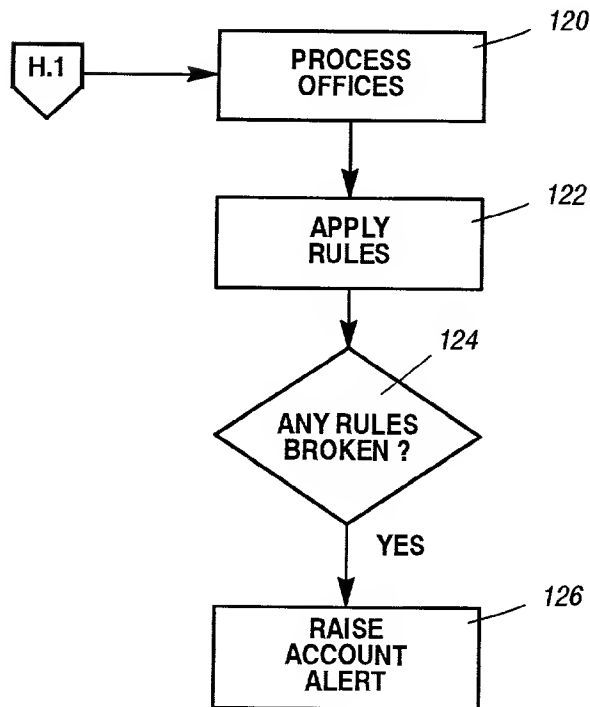 120
H.1
PROCESS
OFFICES
122
APPLY
RULES
124
ANY RULES
BROKEN ?
YES
126
RAISE
ACCOUNT
ALERT